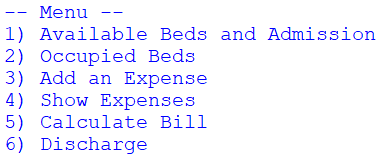 -- Menu --
1) Available Beds and Admission
2) Occupied Beds
3) Add an Expense
4) Show Expenses
5) Calculate Bill
6) Discharge